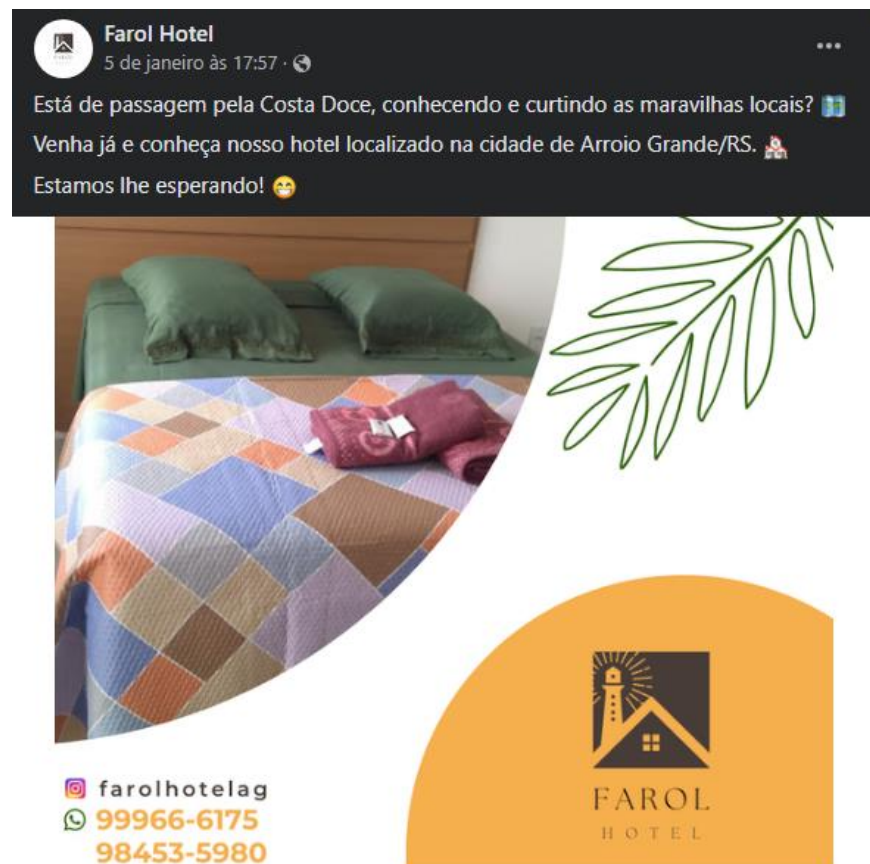 Farol Hotel
5 de janeiro às 17:57 ·
Está de passagem pela Costa Doce, conhecendo e curtindo as maravilhas locais?
Venha já e conheça nosso hotel localizado na cidade de Arroio Grande/RS.
Estamos lhe esperando!
farolhotelag
99966-6175
98453-5980
FAROL
HOTEL